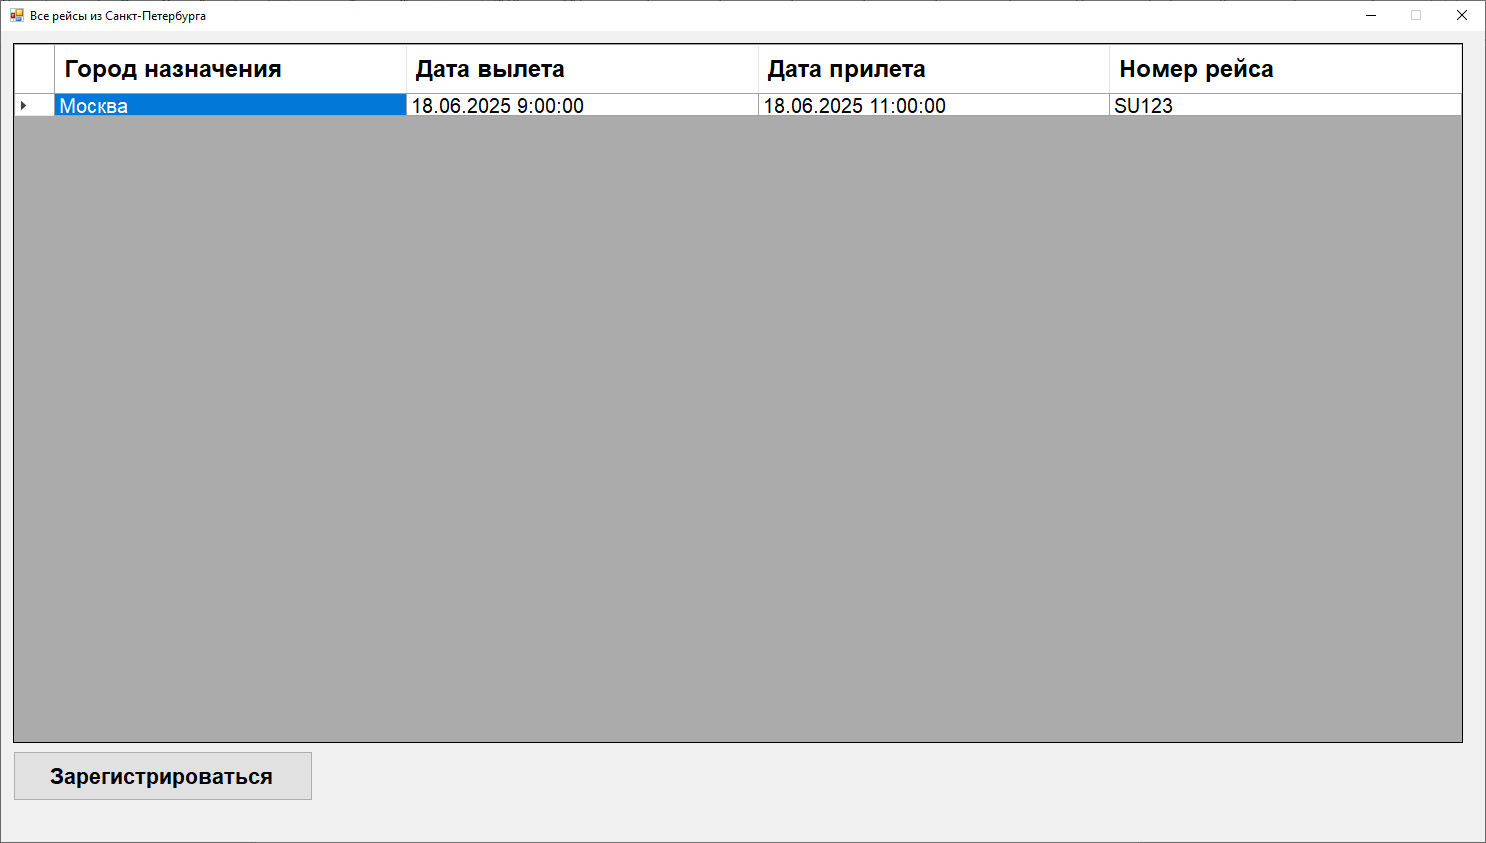 Все рейсы из Санкт-Петербурга
Город назначения Дата вылета Дата прилета Номер рейса
Москва 18.06.2025 9:00:00 18.06.2025 11:00:00 SU123
Зарегистрироваться